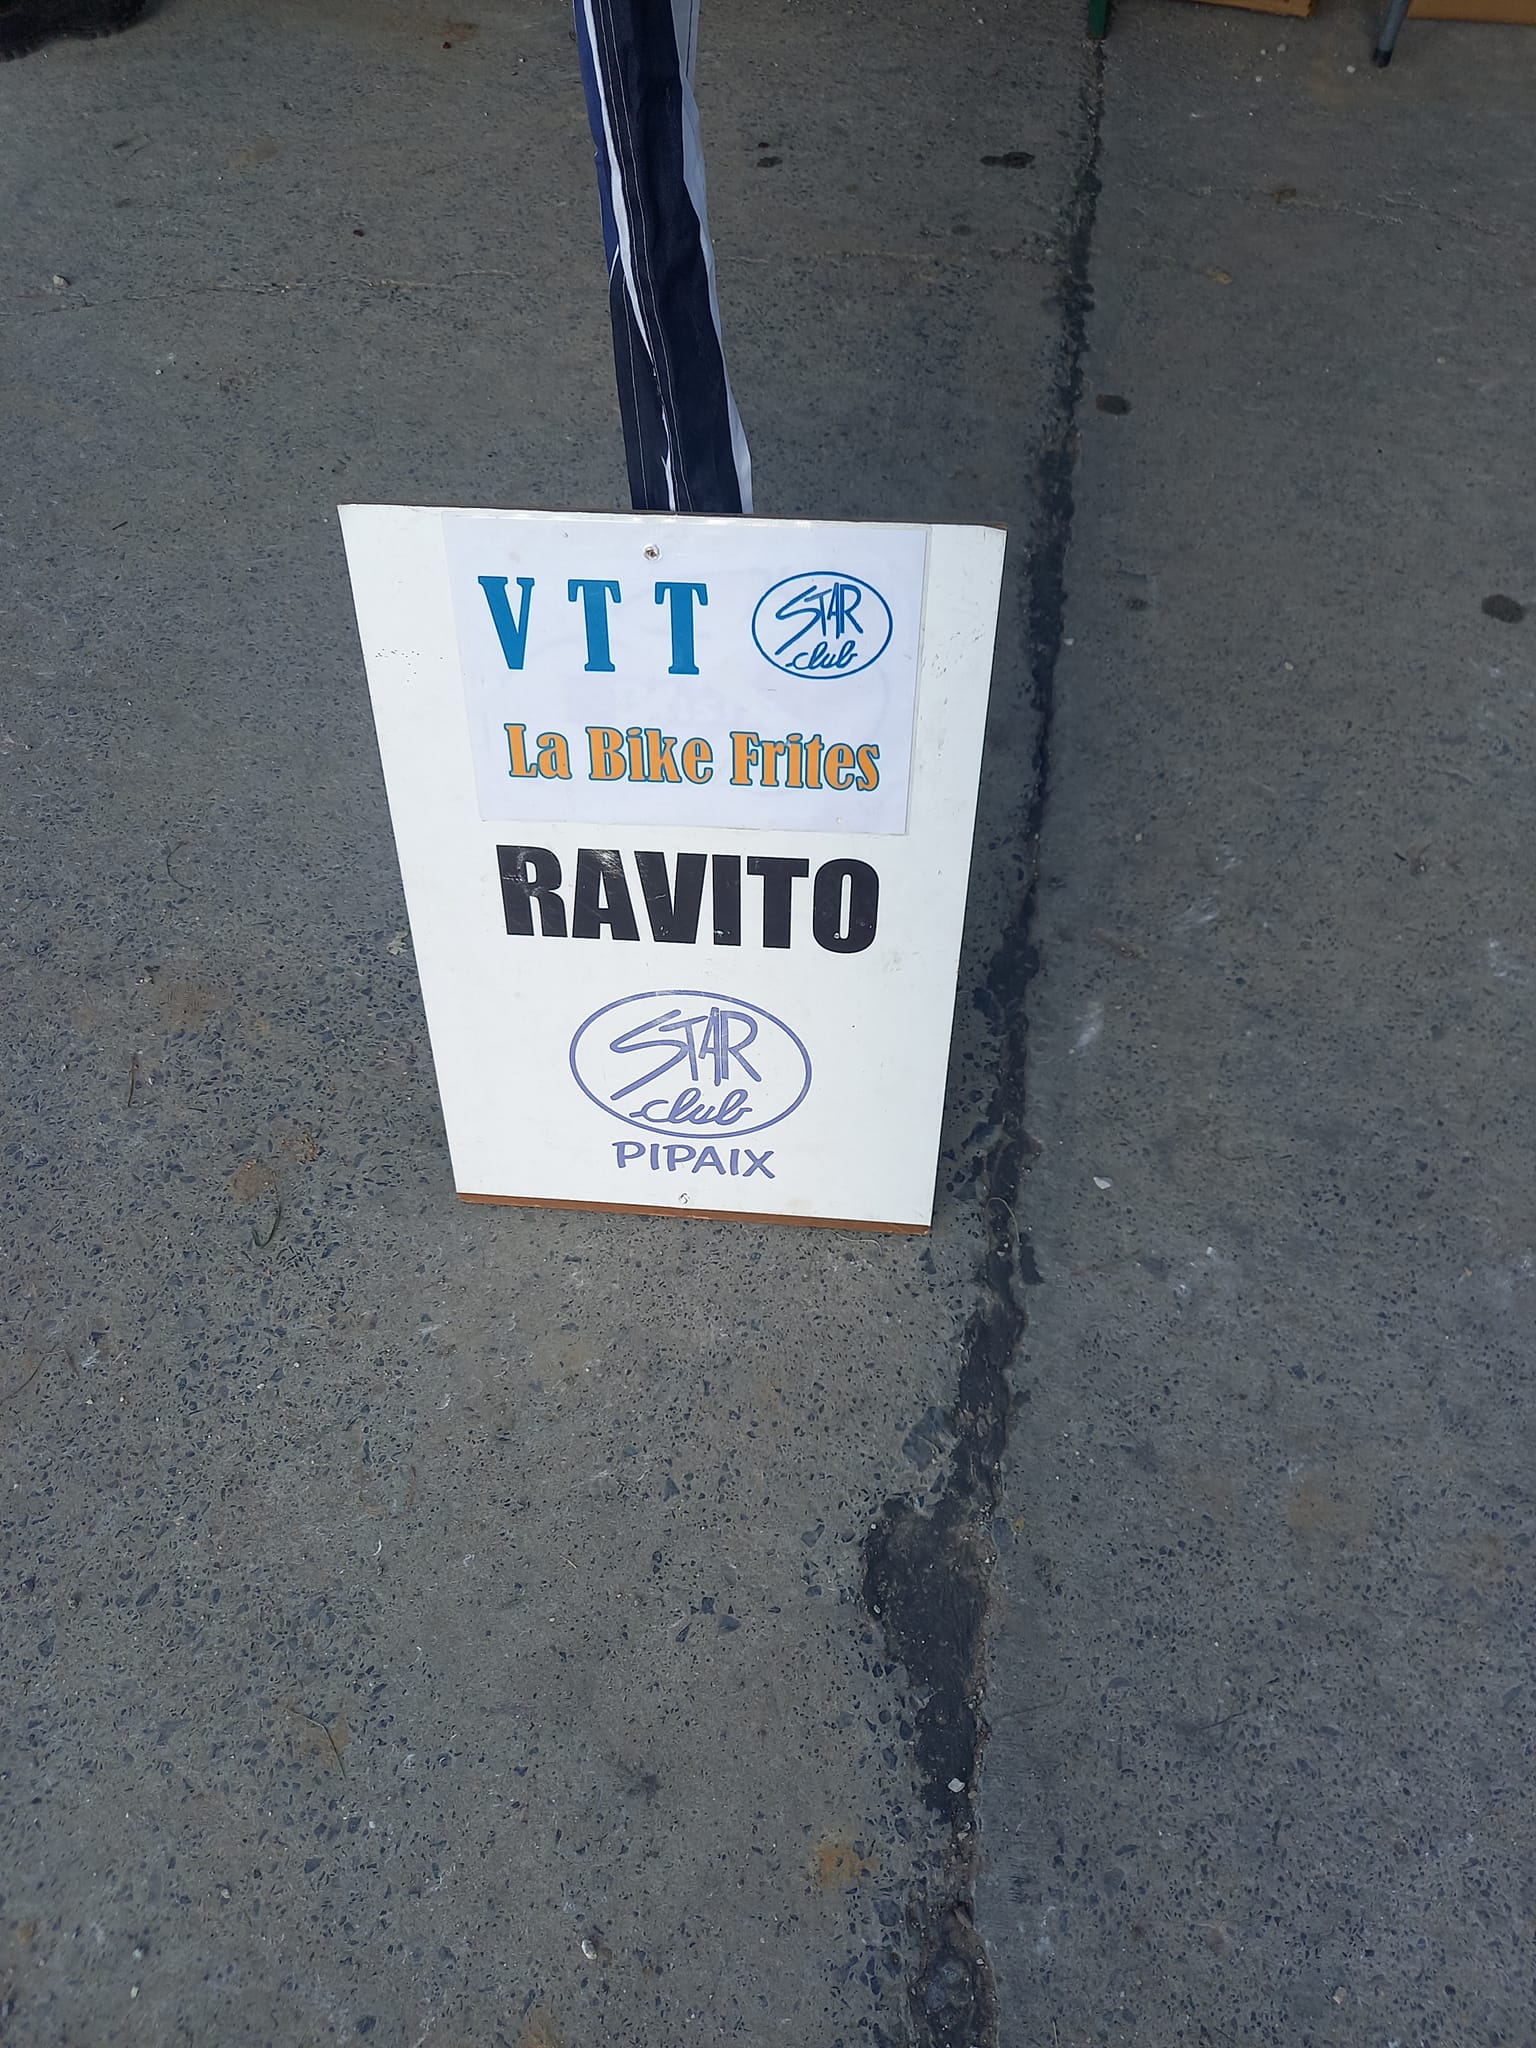 VTT STAR club
La Bike Frites
RAVITO
STAR
club
PIPAIX